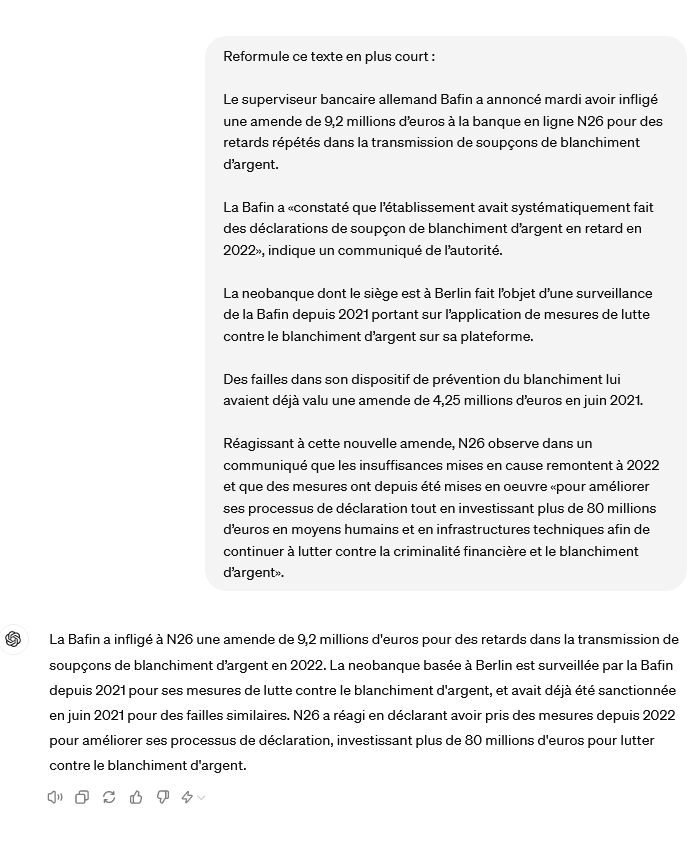 Reformule ce texte en plus court :
Le superviseur bancaire allemand Bafin a annoncé mardi avoir infligé
une amende de 9,2 millions d’euros à la banque en ligne N26 pour des
retards répétés dans la transmission de soupçons de blanchiment
d’argent.
La Bafin a «constaté que l’établissement avait systématiquement fait
des déclarations de soupçon de blanchiment d’argent en retard en
2022», indique un communiqué de l’autorité.
La neobanque dont le siège est à Berlin fait l’objet d’une surveillance
de la Bafin depuis 2021 portant sur l’application de mesures de lutte
contre le blanchiment d’argent sur sa plateforme.
Des failles dans son dispositif de prévention du blanchiment lui
avaient déjà valu une amende de 4,25 millions d’euros en juin 2021.
Réagissant à cette nouvelle amende, N26 observe dans un
communiqué que les insuffisances mises en cause remontent à 2022
et que des mesures ont depuis été mises en oeuvre «pour améliorer
ses processus de déclaration tout en investissant plus de 80 millions
d’euros en moyens humains et en infrastructures techniques afin de
continuer à lutter contre la criminalité financière et le blanchiment
d’argent».
La Bafin a infligé à N26 une amende de 9,2 millions d'euros pour des retards dans la transmission de
soupçons de blanchiment d’argent en 2022. La neobanque basée à Berlin est surveillée par la Bafin
depuis 2021 pour ses mesures de lutte contre le blanchiment d'argent, et avait déjà été sanctionnée
en juin 2021 pour des failles similaires. N26 a réagi en déclarant avoir pris des mesures depuis 2022
pour améliorer ses processus de déclaration, investissant plus de 80 millions d'euros pour lutter
contre le blanchiment d'argent.